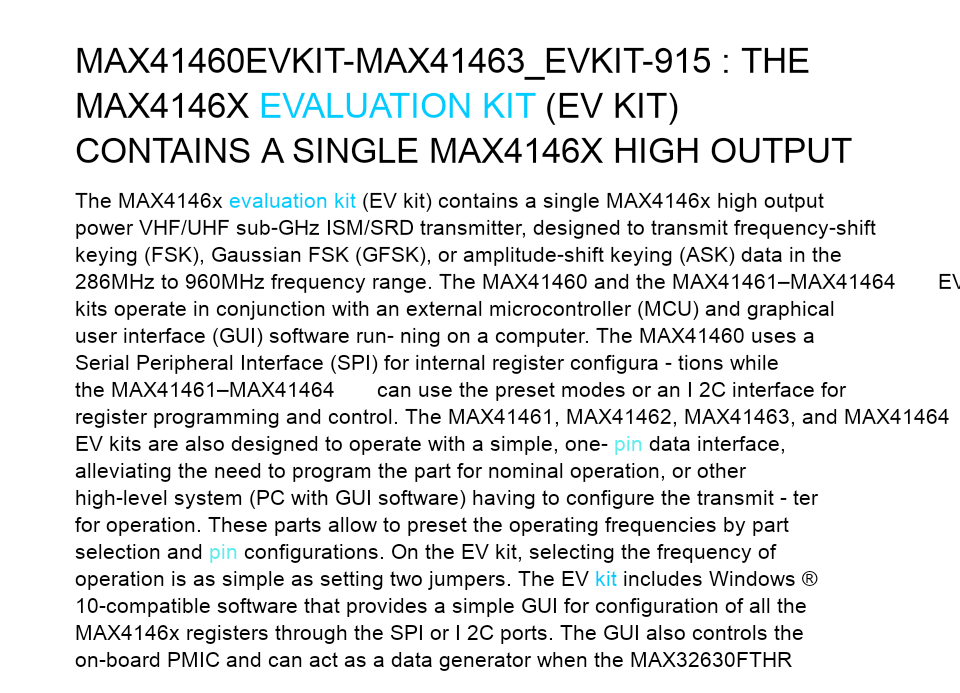 MAX41460EVKIT-MAX41463_EVKIT-915 : THE
MAX4146X EVALUATION KIT (EV KIT)
CONTAINS A SINGLE MAX4146X HIGH OUTPUT
The MAX4146x evaluation kit (EV kit) contains a single MAX4146x high output
power VHF/UHF sub-GHz ISM/SRD transmitter, designed to transmit frequency-shift
keying (FSK), Gaussian FSK (GFSK), or amplitude-shift keying (ASK) data in the
286MHz to 960MHz frequency range. The MAX41460 and the MAX41461–MAX41464 EV
kits operate in conjunction with an external microcontroller (MCU) and graphical
user interface (GUI) software run- ning on a computer. The MAX41460 uses a
Serial Peripheral Interface (SPI) for internal register configura - tions while
the MAX41461–MAX41464 can use the preset modes or an I 2C interface for
register programming and control. The MAX41461, MAX41462, MAX41463, and MAX41464
EV kits are also designed to operate with a simple, one- pin data interface,
alleviating the need to program the part for nominal operation, or other
high-level system (PC with GUI software) having to configure the transmit - ter
for operation. These parts allow to preset the operating frequencies by part
selection and pin configurations. On the EV kit, selecting the frequency of
operation is as simple as setting two jumpers. The EV kit includes Windows ®
10-compatible software that provides a simple GUI for configuration of all the
MAX4146x registers through the SPI or I 2C ports. The GUI also controls the
on-board PMIC and can act as a data generator when the MAX32630FTHR